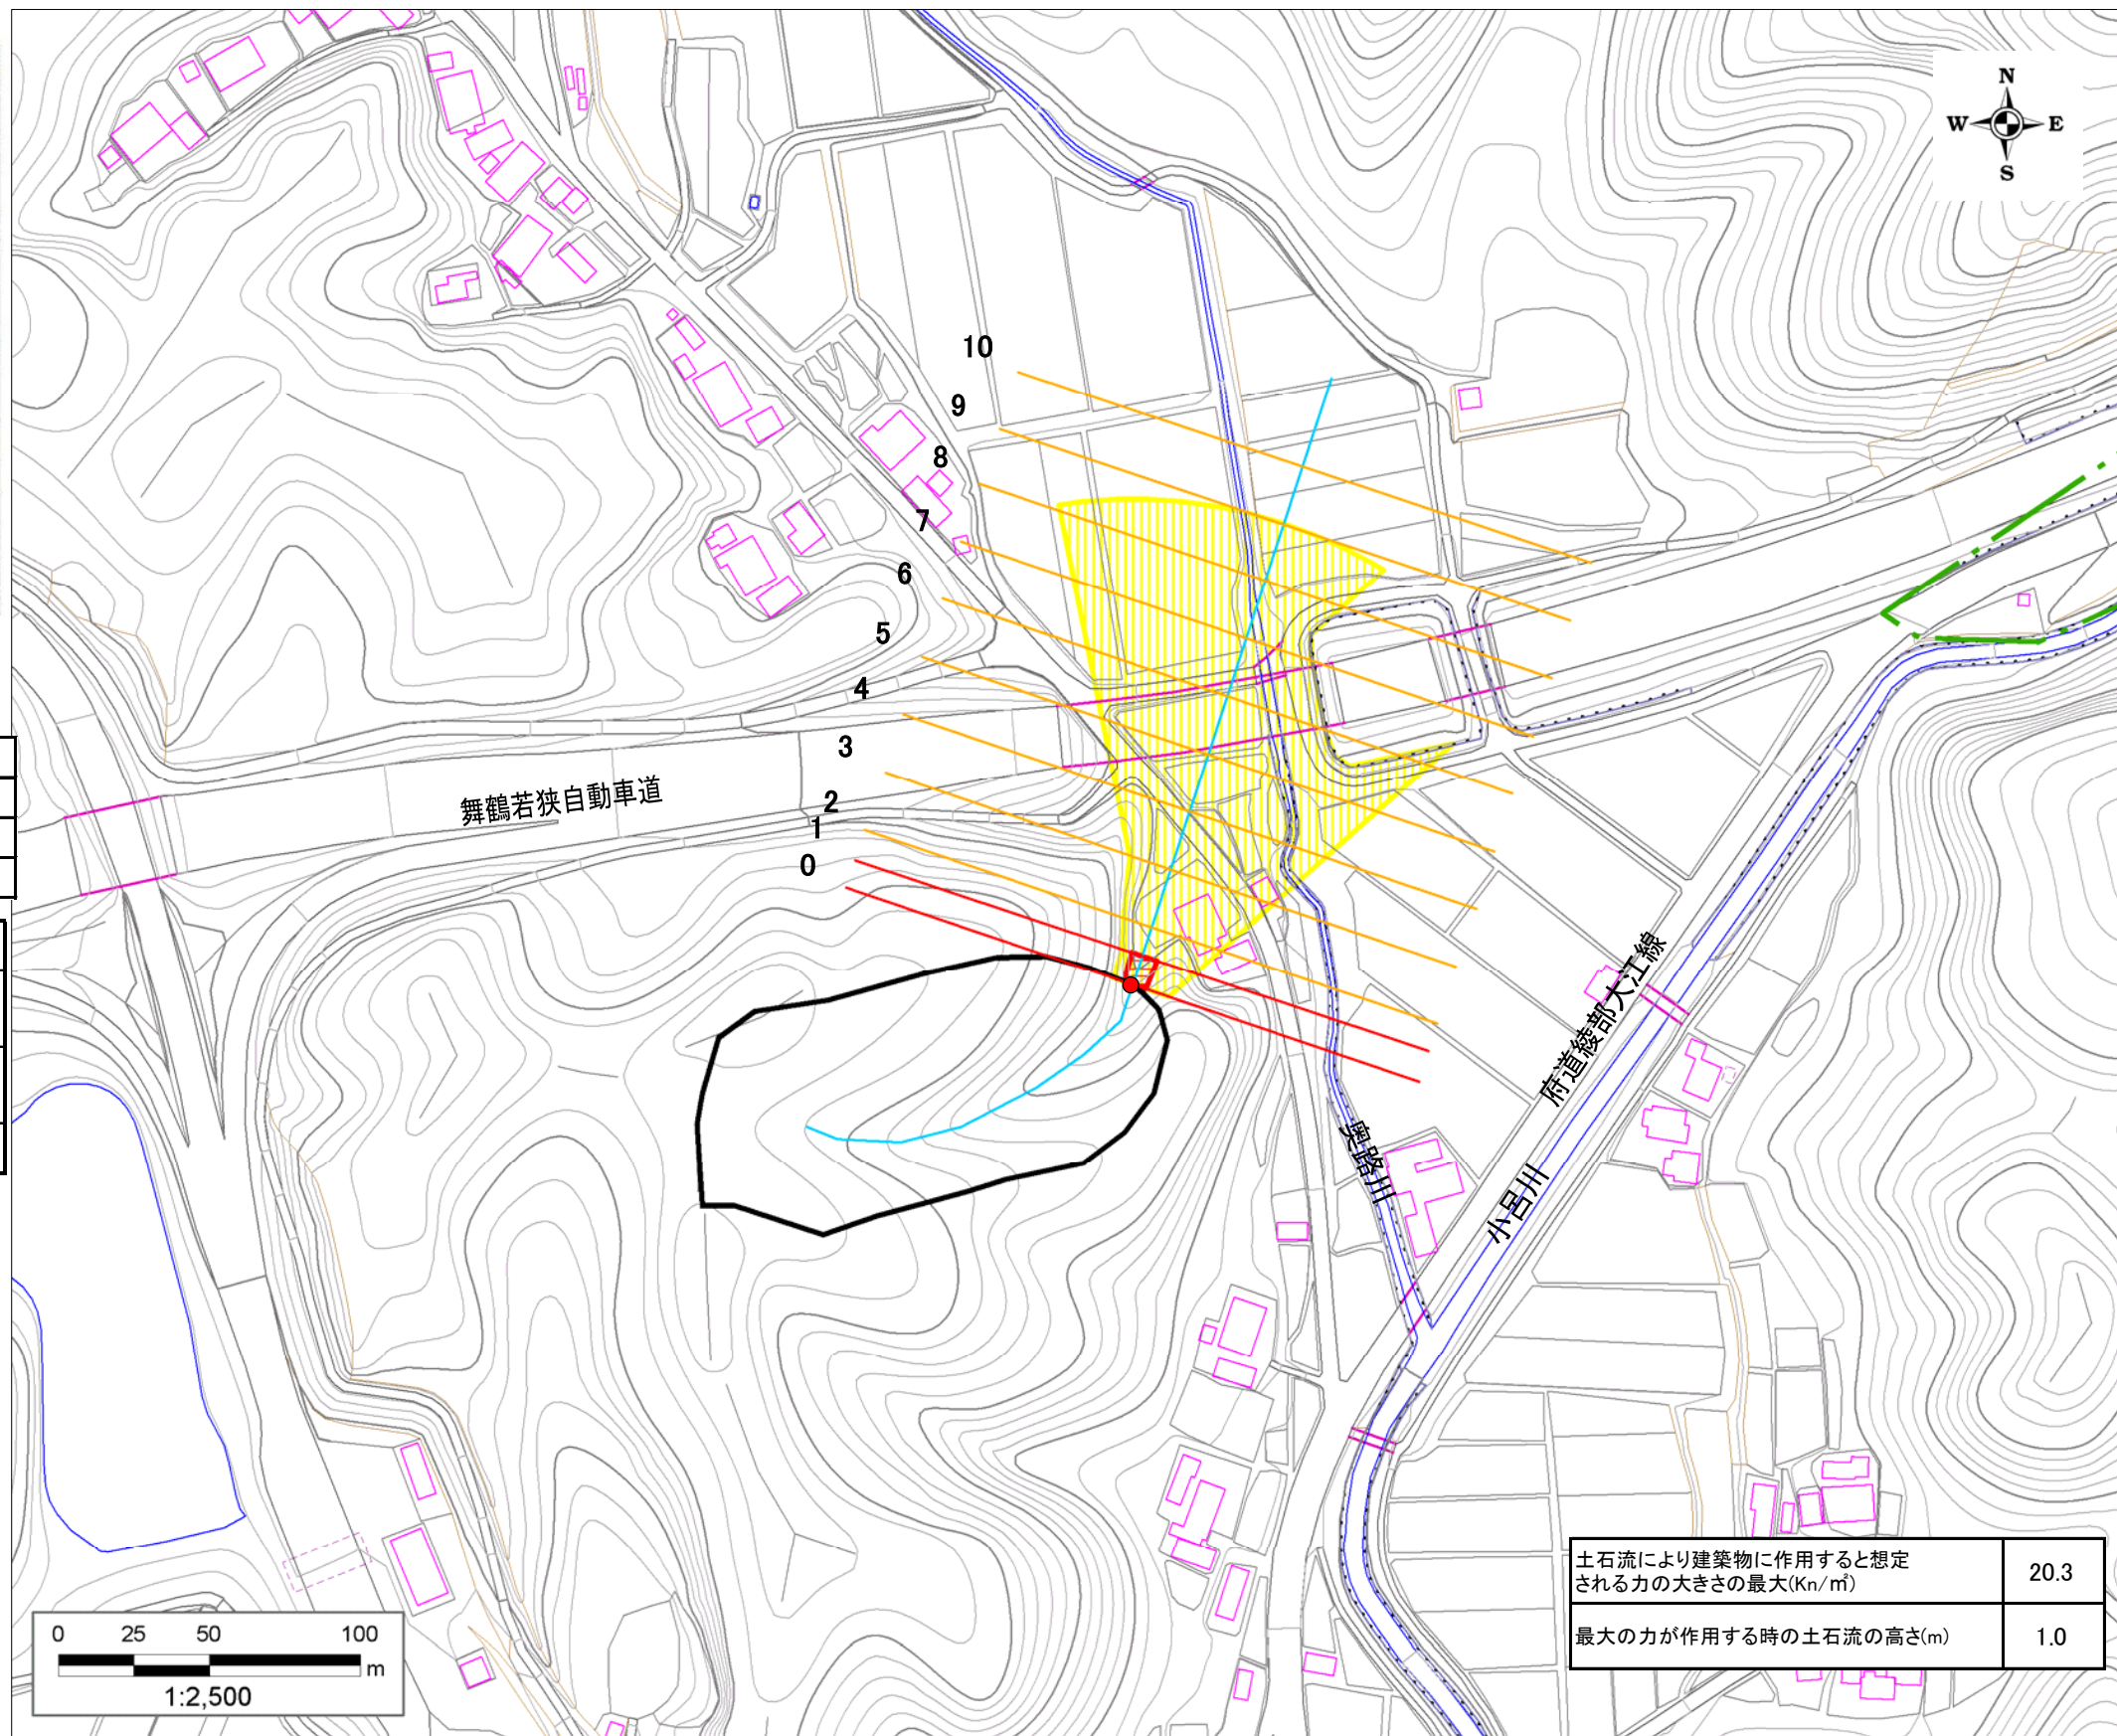 N
W E
S
10
9
8
7
6
5
4
3
2
1
0
舞鶴若狭自動車道
府道綾部大江線
奥路川
小呂川
土石流により建築物に作用すると想定
される力の大きさの最大(Kn/㎡)
20.3
最大の力が作用する時の土石流の高さ(m)
1.0
0 25 50 100
m
1:2,500